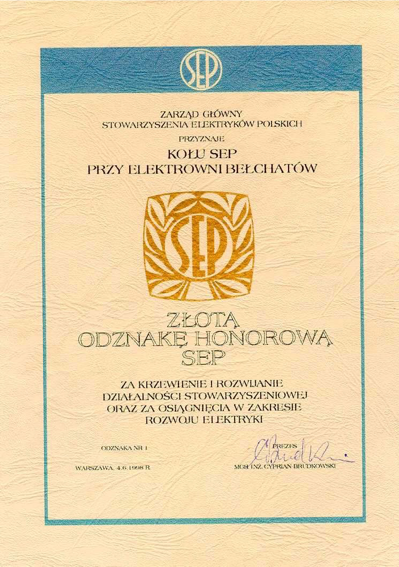 SEP
ZARZĄD GŁÓWNY
STOWARZYSZENIA ELEKTRYKÓW POLSKICH
PRZYZNAJE
KOŁU SEP
PRZY ELEKTROWNI BEŁCHATÓW
SEP
ZŁOTĄ
ODZNAKĘ HONOROWĄ
SEP
ZA KRZEWIENIE I ROZWIJANIE
DZIAŁALNOŚCI STOWARZYSZENIOWEJ
ORAZ ZA OSIĄGNIĘCIA W ZAKRESIE
ROZWOJU ELEKTRYKI
ODZNAKA NR 1
PREZES
WARSZAWA, 4.6.1998 R.
MGR INŻ. CYPRIAN BRUDKOWSKI